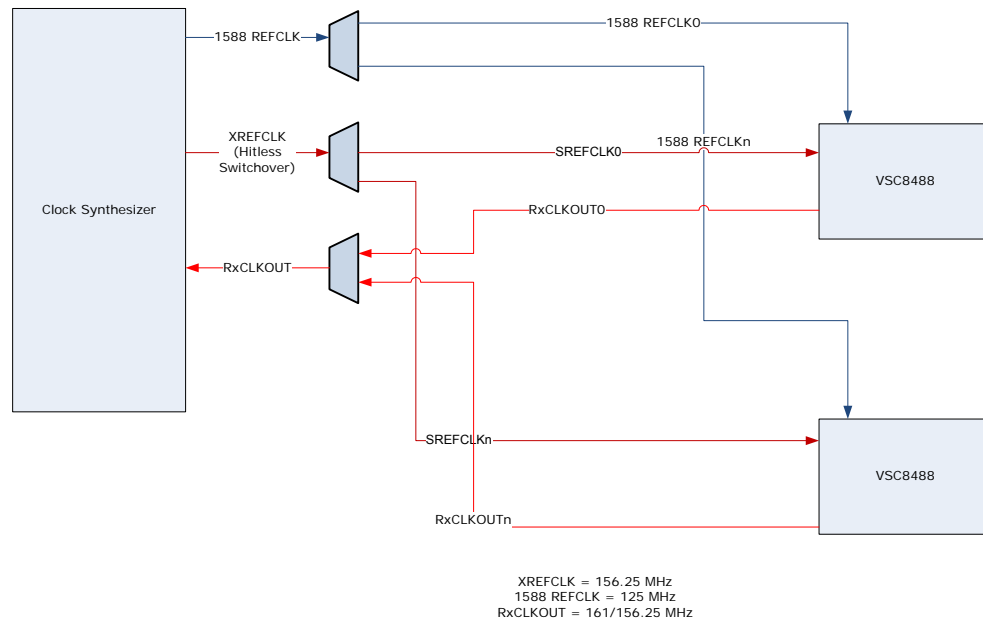 1588 REFCLK0
1588 REFCLK
XREFCLK
(Hitless
Switchover)
1588 REFCLKn
SREFCLK0
VSC8488
Clock Synthesizer
RxCLKOUT0
RxCLKOUT
SREFCLKn
VSC8488
RxCLKOUTn
XREFCLK = 156.25 MHz
1588 REFCLK = 125 MHz
RxCLKOUT = 161/156.25 MHz